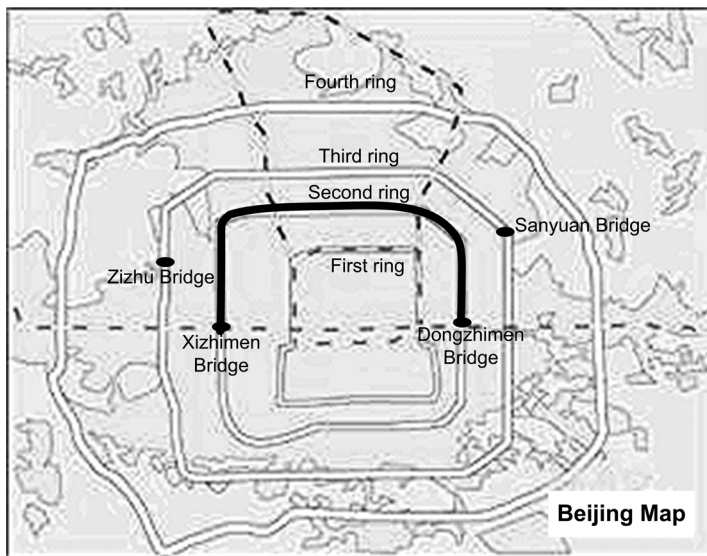 Fourth ring
Third ring
Second ring
Sanyuan Bridge
First ring
Zizhu Bridge
Xizhimen
Bridge
Dongzhimen
Bridge
Beijing Map